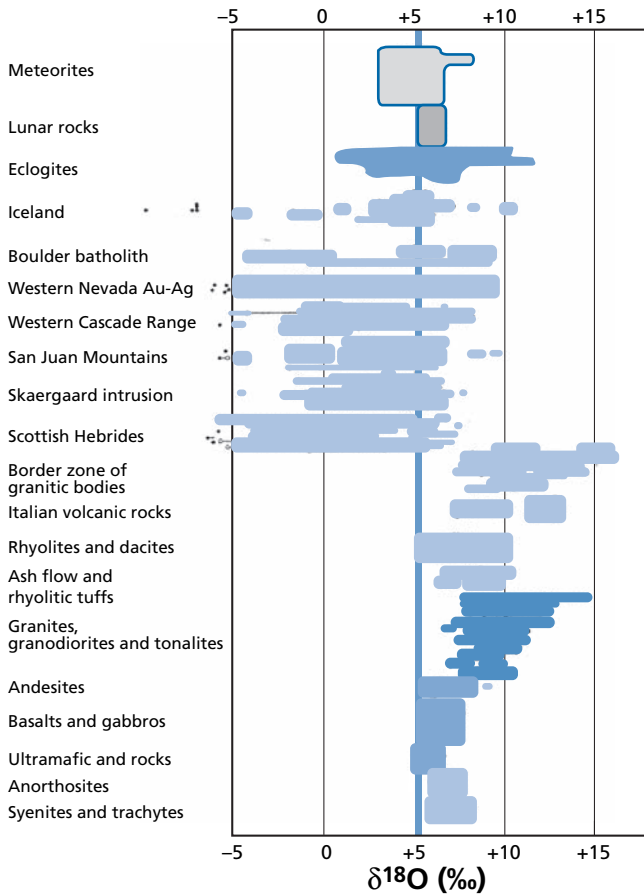 –5 0 +5 +10 +15
Meteorites
Lunar rocks
Eclogites
Iceland
Boulder batholith
Western Nevada Au-Ag
Western Cascade Range
San Juan Mountains
Skaergaard intrusion
Scottish Hebrides
Border zone of
granitic bodies
Italian volcanic rocks
Rhyolites and dacites
Ash flow and
rhyolitic tuffs
Granites,
granodiorites and tonalites
Andesites
Basalts and gabbros
Ultramafic and rocks
Anorthosites
Syenites and trachytes
–5 0 +5 +10 +15
δ18O (‰)